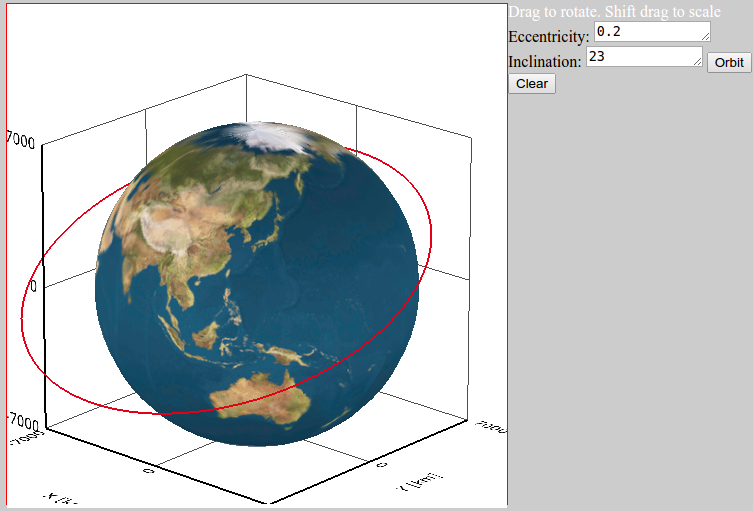 Drag to rotate. Shift drag to scale
Eccentricity: 0.2
Inclination: 23 Orbit
Clear
7000
0
-7000
-7000
0
0
7000
Y [km]